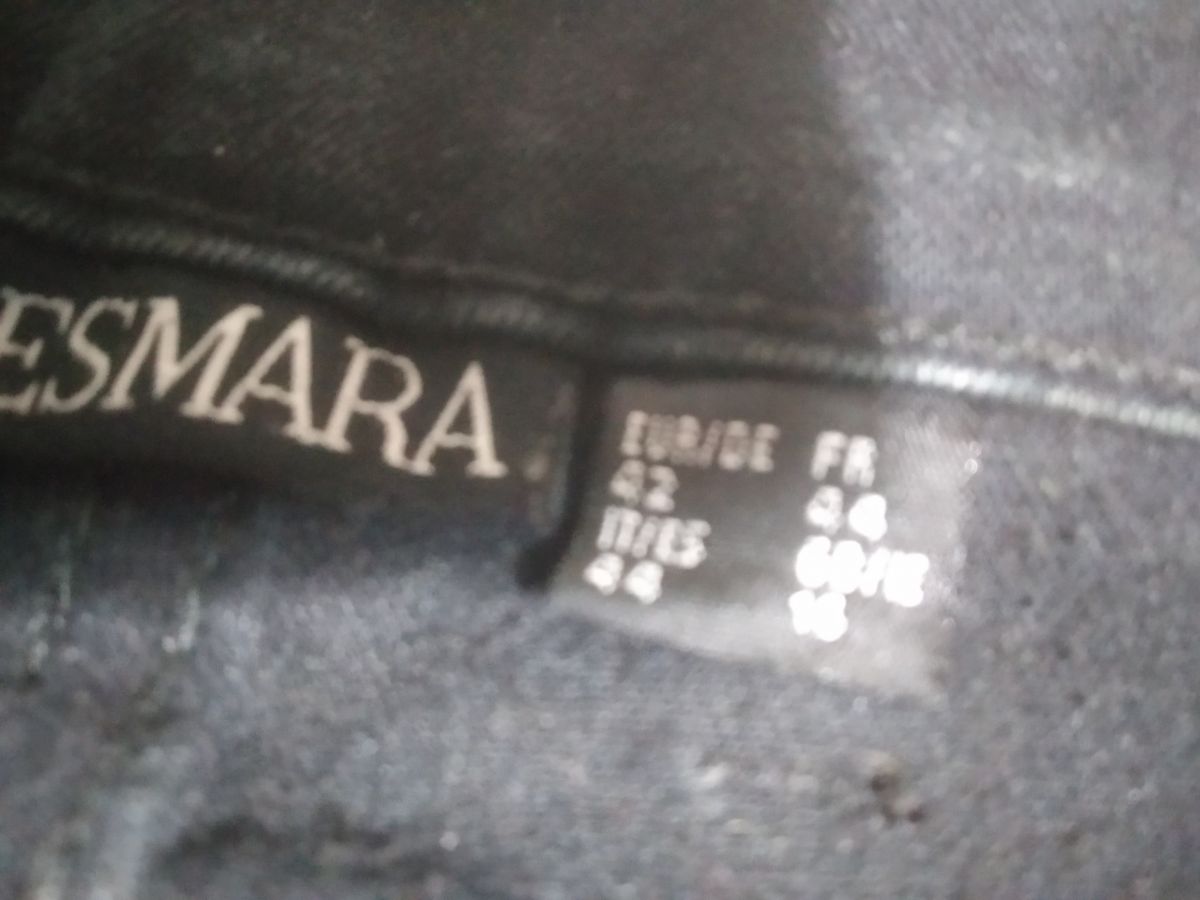 ESMARA
EUR/DE FR
42 44
IT/ES GB/IE
44 16